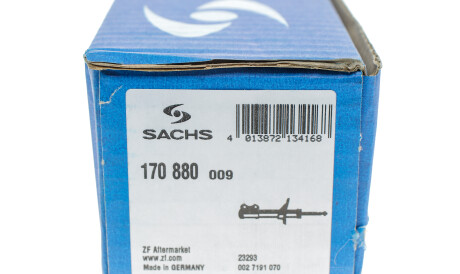 SACHS
4 013872 134168
170 880 009
ZF Aftermarket
www.zf.com 23293
Made in GERMANY 002 7191 070